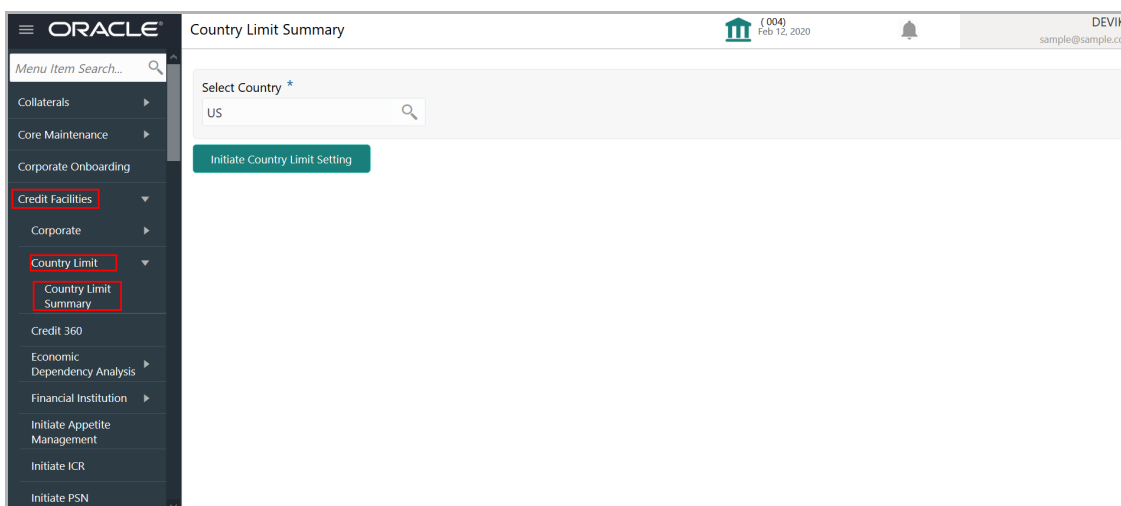 ORACLE
Country Limit Summary
(004)
Feb 12, 2020
sample@sample.co
Menu Item Search...
Collaterals
Core Maintenance
Corporate Onboarding
Credit Facilities
Corporate
Country Limit
Country Limit
Summary
Credit 360
Economic
Dependency Analysis
Financial Institution
Initiate Appetite
Management
Initiate ICR
Initiate PSN
Select Country *
US
Initiate Country Limit Setting